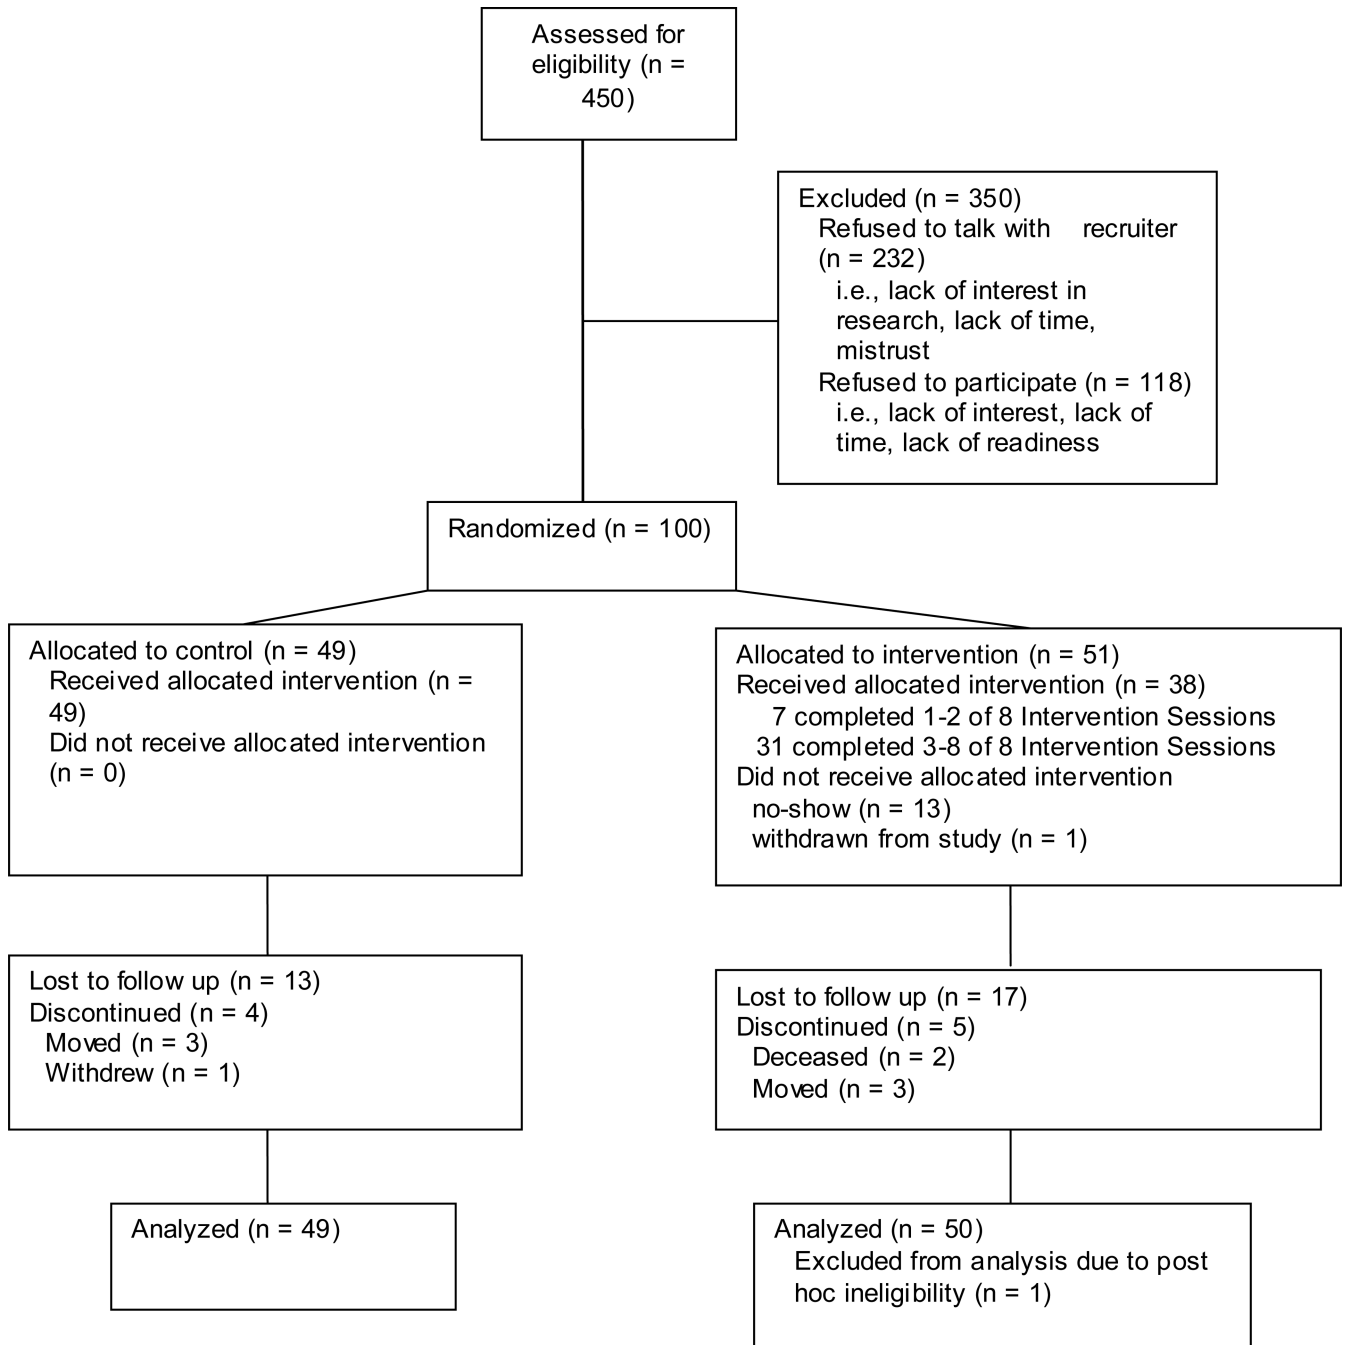 Assessed for
eligibility (n =
450)
Excluded (n = 350)
Refused to talk with recruiter
(n = 232)
i.e., lack of interest in
research, lack of time,
mistrust
Refused to participate (n = 118)
i.e., lack of interest, lack of
time, lack of readiness
Randomized (n = 100)
Allocated to control (n = 49)
Received allocated intervention (n =
49)
Did not receive allocated intervention
(n = 0)
Allocated to intervention (n = 51)
Received allocated intervention (n = 38)
7 completed 1-2 of 8 Intervention Sessions
31 completed 3-8 of 8 Intervention Sessions
Did not receive allocated intervention
no-show (n = 13)
withdrawn from study (n = 1)
Lost to follow up (n = 13)
Discontinued (n = 4)
Moved (n = 3)
Withdrew (n = 1)
Lost to follow up (n = 17)
Discontinued (n = 5)
Deceased (n = 2)
Moved (n = 3)
Analyzed (n = 49)
Analyzed (n = 50)
Excluded from analysis due to post
hoc ineligibility (n = 1)